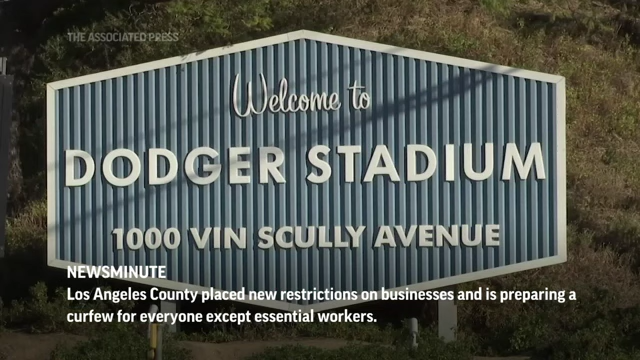 THE ASSOCIATED PRESS
Welcome to
DODGER STADIUM
1000 VIN SCULLY AVENUE
NEWSMINUTE
Los Angeles County placed new restrictions on businesses and is preparing a
curfew for everyone except essential workers.